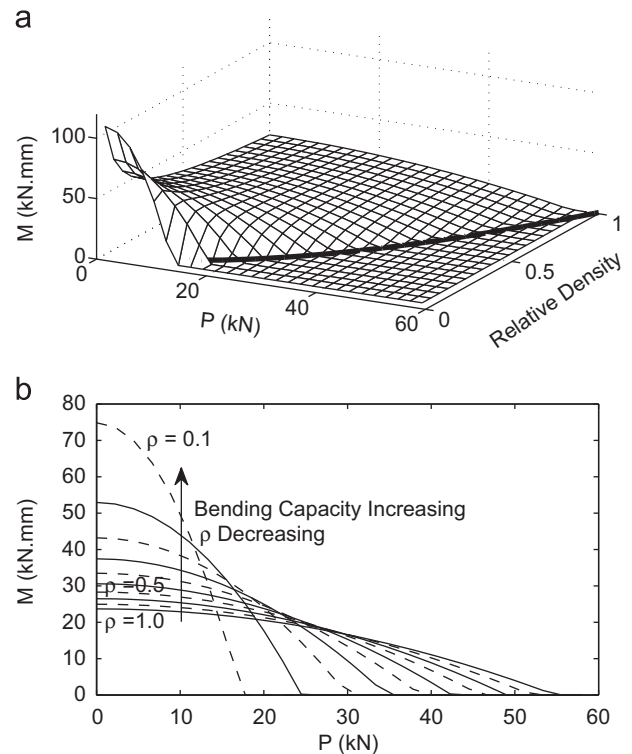 a
M (kN.mm)
100
50
0
0
20
40
60
P (kN)
0
0.5
1
Relative Density
b
M (kN.mm)
80
70
60
50
40
30
20
10
0
ρ = 0.1
Bending Capacity Increasing
ρ Decreasing
ρ =0.5
ρ =1.0
0 10 20 30 40 50 60
P (kN)